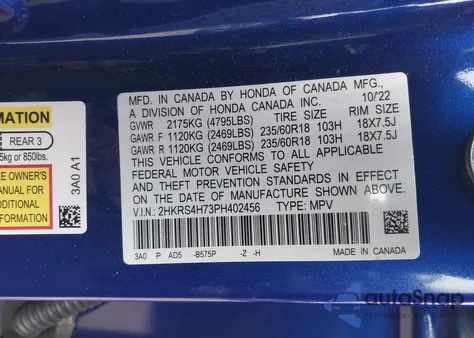 MATION
REAR 3
5kg or 850lbs.
E OWNER'S
ANUAL FOR
DDITIONAL
ORMATION
3A0 A1
MFD. IN CANADA BY HONDA OF CANADA MFG.,
A DIVISION OF HONDA CANADA INC. 10/22
GVWR 2175KG (4795LBS) TIRE SIZE RIM SIZE
GAWR F 1120KG (2469LBS) 235/60R18 103H 18X7.5J
GAWR R 1120KG (2469LBS) 235/60R18 103H 18X7.5J
THIS VEHICLE CONFORMS TO ALL APPLICABLE
FEDERAL MOTOR VEHICLE SAFETY
AND THEFT PREVENTION STANDARDS IN EFFECT
ON THE DATE OF MANUFACTURE SHOWN ABOVE.
V.I.N.: 2HKRS4H73PH402456 TYPE: MPV
3A0 P AD5 -B575P -Z -H
MADE IN CANADA
autoSnap